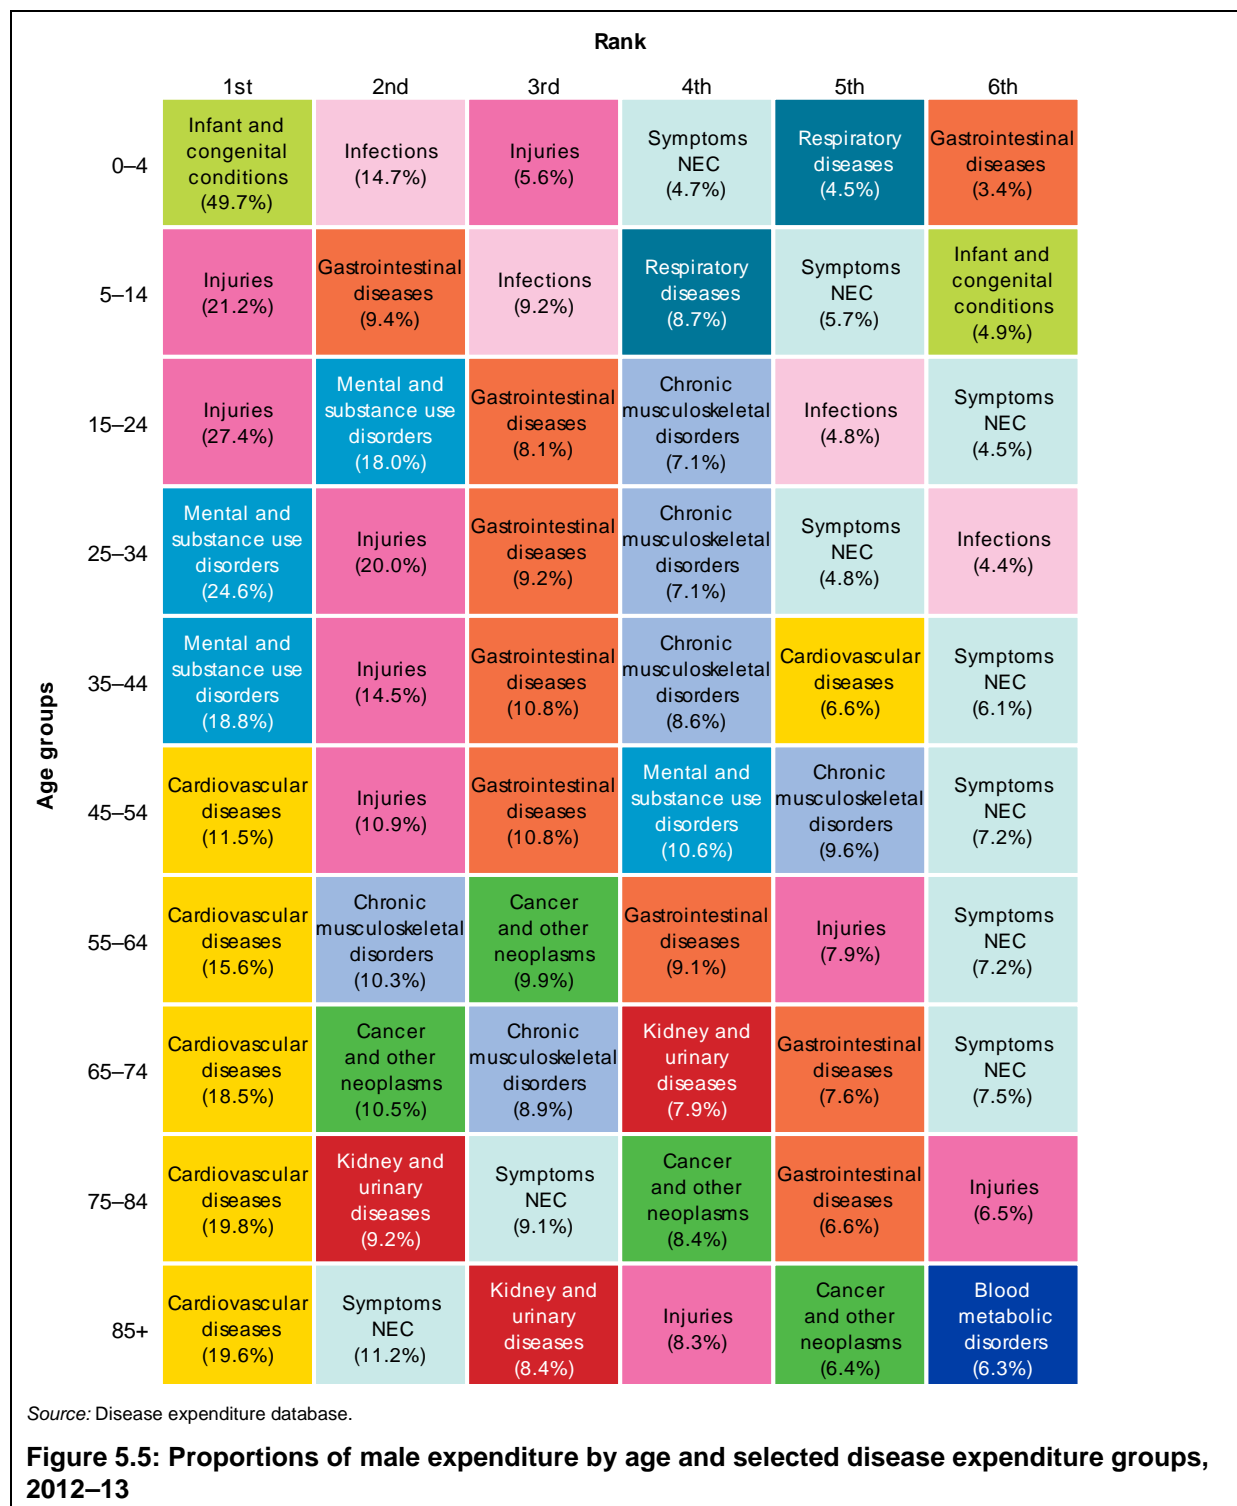 Rank
1st 2nd 3rd 4th 5th 6th
Age groups
0–4
Infant and
congenital
conditions
(49.7%)
Infections
(14.7%)
Injuries
(5.6%)
Symptoms
NEC
(4.7%)
Respiratory
diseases
(4.5%)
Gastrointestinal
diseases
(3.4%)
5–14
Injuries
(21.2%)
Gastrointestinal
diseases
(9.4%)
Infections
(9.2%)
Respiratory
diseases
(8.7%)
Symptoms
NEC
(5.7%)
Infant and
congenital
conditions
(4.9%)
15–24
Injuries
(27.4%)
Mental and
substance use
disorders
(18.0%)
Gastrointestinal
diseases
(8.1%)
Chronic
musculoskeletal
disorders
(7.1%)
Infections
(4.8%)
Symptoms
NEC
(4.5%)
25–34
Mental and
substance use
disorders
(24.6%)
Injuries
(20.0%)
Gastrointestinal
diseases
(9.2%)
Chronic
musculoskeletal
disorders
(7.1%)
Symptoms
NEC
(4.8%)
Infections
(4.4%)
35–44
Mental and
substance use
disorders
(18.8%)
Injuries
(14.5%)
Gastrointestinal
diseases
(10.8%)
Chronic
musculoskeletal
disorders
(8.6%)
Cardiovascular
diseases
(6.6%)
Symptoms
NEC
(6.1%)
45–54
Cardiovascular
diseases
(11.5%)
Injuries
(10.9%)
Gastrointestinal
diseases
(10.8%)
Mental and
substance use
disorders
(10.6%)
Chronic
musculoskeletal
disorders
(9.6%)
Symptoms
NEC
(7.2%)
55–64
Cardiovascular
diseases
(15.6%)
Chronic
musculoskeletal
disorders
(10.3%)
Cancer
and other
neoplasms
(9.9%)
Gastrointestinal
diseases
(9.1%)
Injuries
(7.9%)
Symptoms
NEC
(7.2%)
65–74
Cardiovascular
diseases
(18.5%)
Cancer
and other
neoplasms
(10.5%)
Chronic
musculoskeletal
disorders
(8.9%)
Kidney and
urinary
diseases
(7.9%)
Gastrointestinal
diseases
(7.6%)
Symptoms
NEC
(7.5%)
75–84
Cardiovascular
diseases
(19.8%)
Kidney and
urinary
diseases
(9.2%)
Symptoms
NEC
(9.1%)
Cancer
and other
neoplasms
(8.4%)
Gastrointestinal
diseases
(6.6%)
Injuries
(6.5%)
85+
Cardiovascular
diseases
(19.6%)
Symptoms
NEC
(11.2%)
Kidney and
urinary
diseases
(8.4%)
Injuries
(8.3%)
Cancer
and other
neoplasms
(6.4%)
Blood
metabolic
disorders
(6.3%)
Source: Disease expenditure database.
Figure 5.5: Proportions of male expenditure by age and selected disease expenditure groups,
2012–13